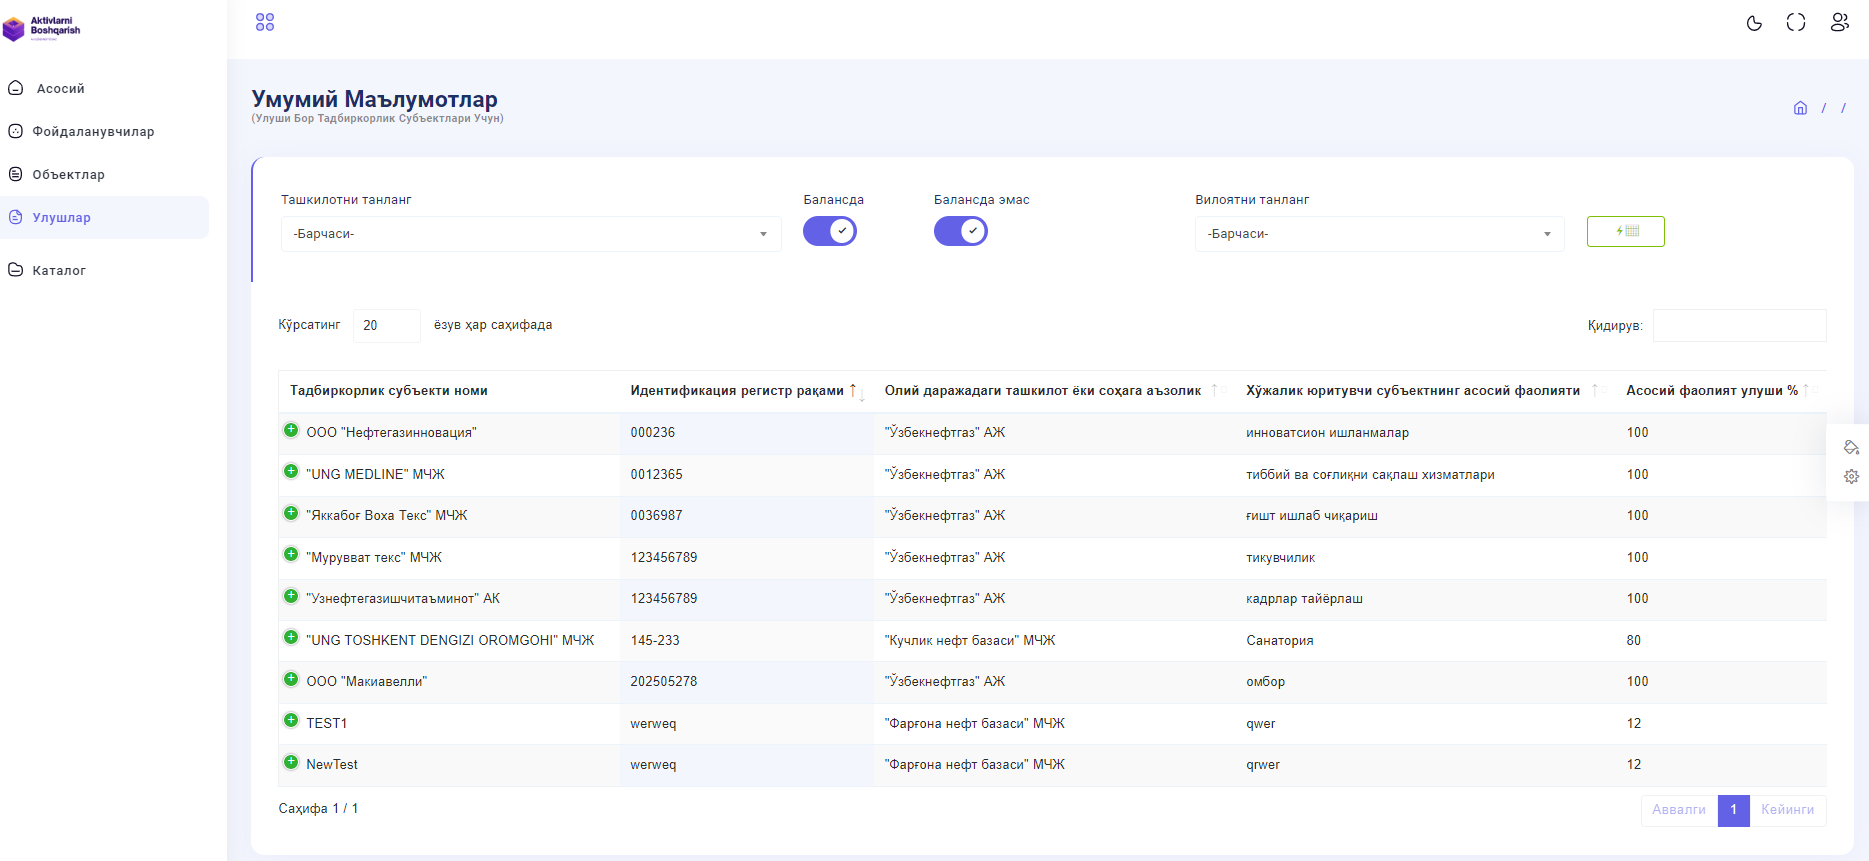 Aktivlarni
Boshqarish
Асосий
Фойдаланувчилар
Объектлар
Улушлар
Каталог
Умумий Маълумотлар
(Улуши Бор Тадбиркорлик Субъектлари Учун)
/ /
Ташкилотни танланг Балансда Балансда эмас Вилоятни танланг
-Барчаси- -Барчаси-
Кўрсатинг 20 ёзув ҳар саҳифада Қидирув:
Тадбиркорлик субъекти номи Идентификация регистр рақами Олий даражадаги ташкилот ёки соҳага аъзолик Хўжалик юритувчи субъектнинг асосий фаолияти Асосий фаолият улуши %
ООО "Нефтегазинновация" 000236 "Ўзбекнефтгаз" АЖ инноватсион ишланмалар 100
"UNG MEDLINE" МЧЖ 0012365 "Ўзбекнефтгаз" АЖ тиббий ва соғлиқни сақлаш хизматлари 100
"Яккабоғ Воха Текс" МЧЖ 0036987 "Ўзбекнефтгаз" АЖ ғишт ишлаб чиқариш 100
"Мурувват текс" МЧЖ 123456789 "Ўзбекнефтгаз" АЖ тикувчилик 100
"Узнефтегазишчитаъминот" АК 123456789 "Ўзбекнефтгаз" АЖ кадрлар тайёрлаш 100
"UNG TOSHKENT DENGIZI OROMGOHI" МЧЖ 145-233 "Кучлик нефт базаси" МЧЖ Санатория 80
ООО "Макиавелли" 202505278 "Ўзбекнефтгаз" АЖ омбор 100
TEST1 werweq "Фарғона нефт базаси" МЧЖ qwer 12
NewTest werweq "Фарғона нефт базаси" МЧЖ qrwer 12
Саҳифа 1 / 1 Аввалги 1 Кейинги